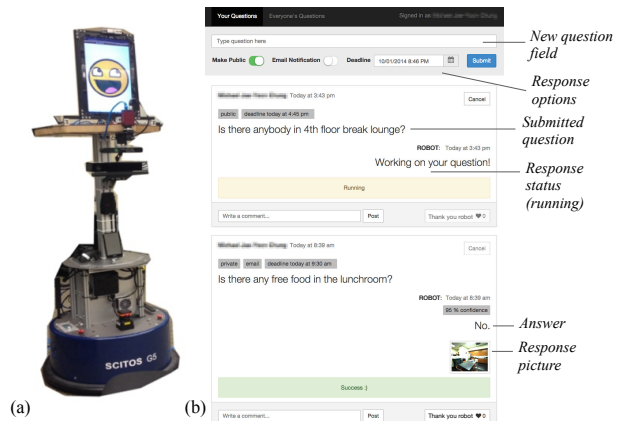 Your Questions Everyone's Questions Signed in as
New question
field
Type question here
Make Public Email Notification Deadline 10/01/2014 8:46 PM Submit
Response
options
Today at 3:43 pm Cancel
public deadline today at 4:45 pm
Is there anybody in 4th floor break lounge?
Submitted
question
ROBOT: Today at 3:43 pm
Working on your question!
Response
status
(running)
Running
Write a comment... Post Thank you robot ♥ 0
Today at 8:39 am Cancel
private email deadline today at 9:30 am
Is there any free food in the lunchroom?
ROBOT: Today at 8:39 am
95 % confidence
No.
Answer
Response
picture
Success :)
Write a comment... Post Thank you robot ♥ 0
SCITOS G5
(a)
(b)